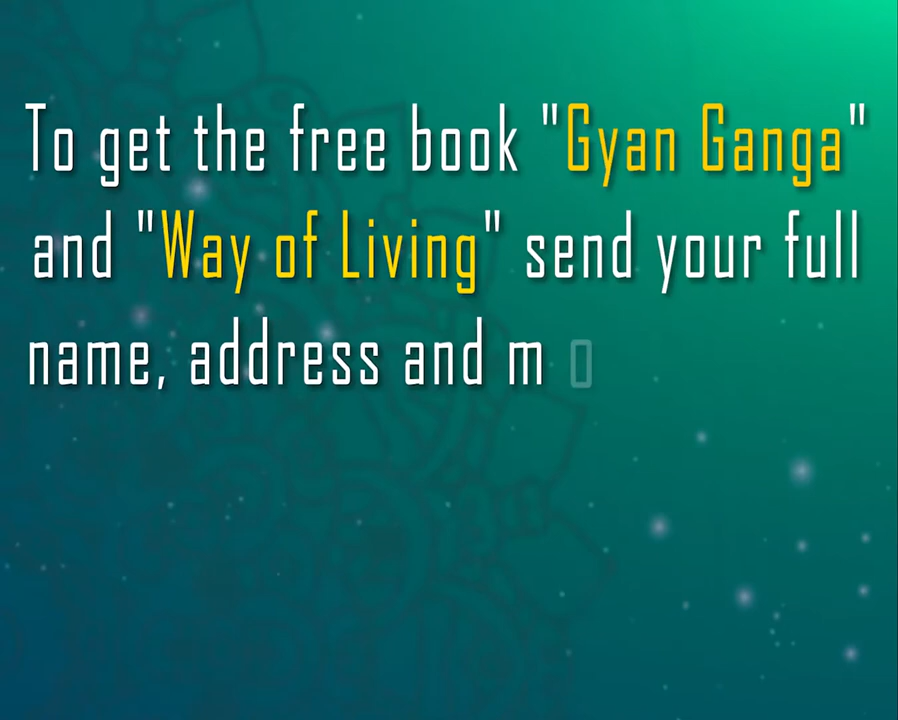 To get the free book "Gyan Ganga"
and "Way of Living" send your full
name, address and m o